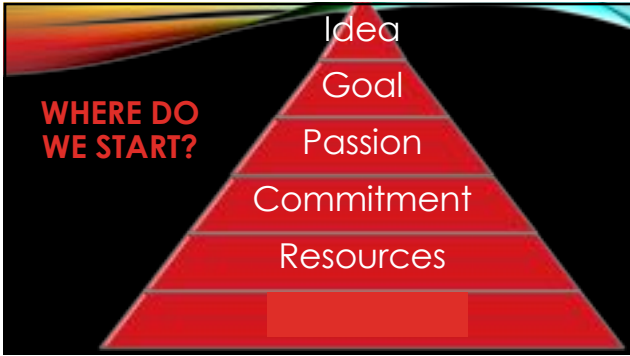 Idea
Goal
WHERE DO
WE START?
Passion
Commitment
Resources